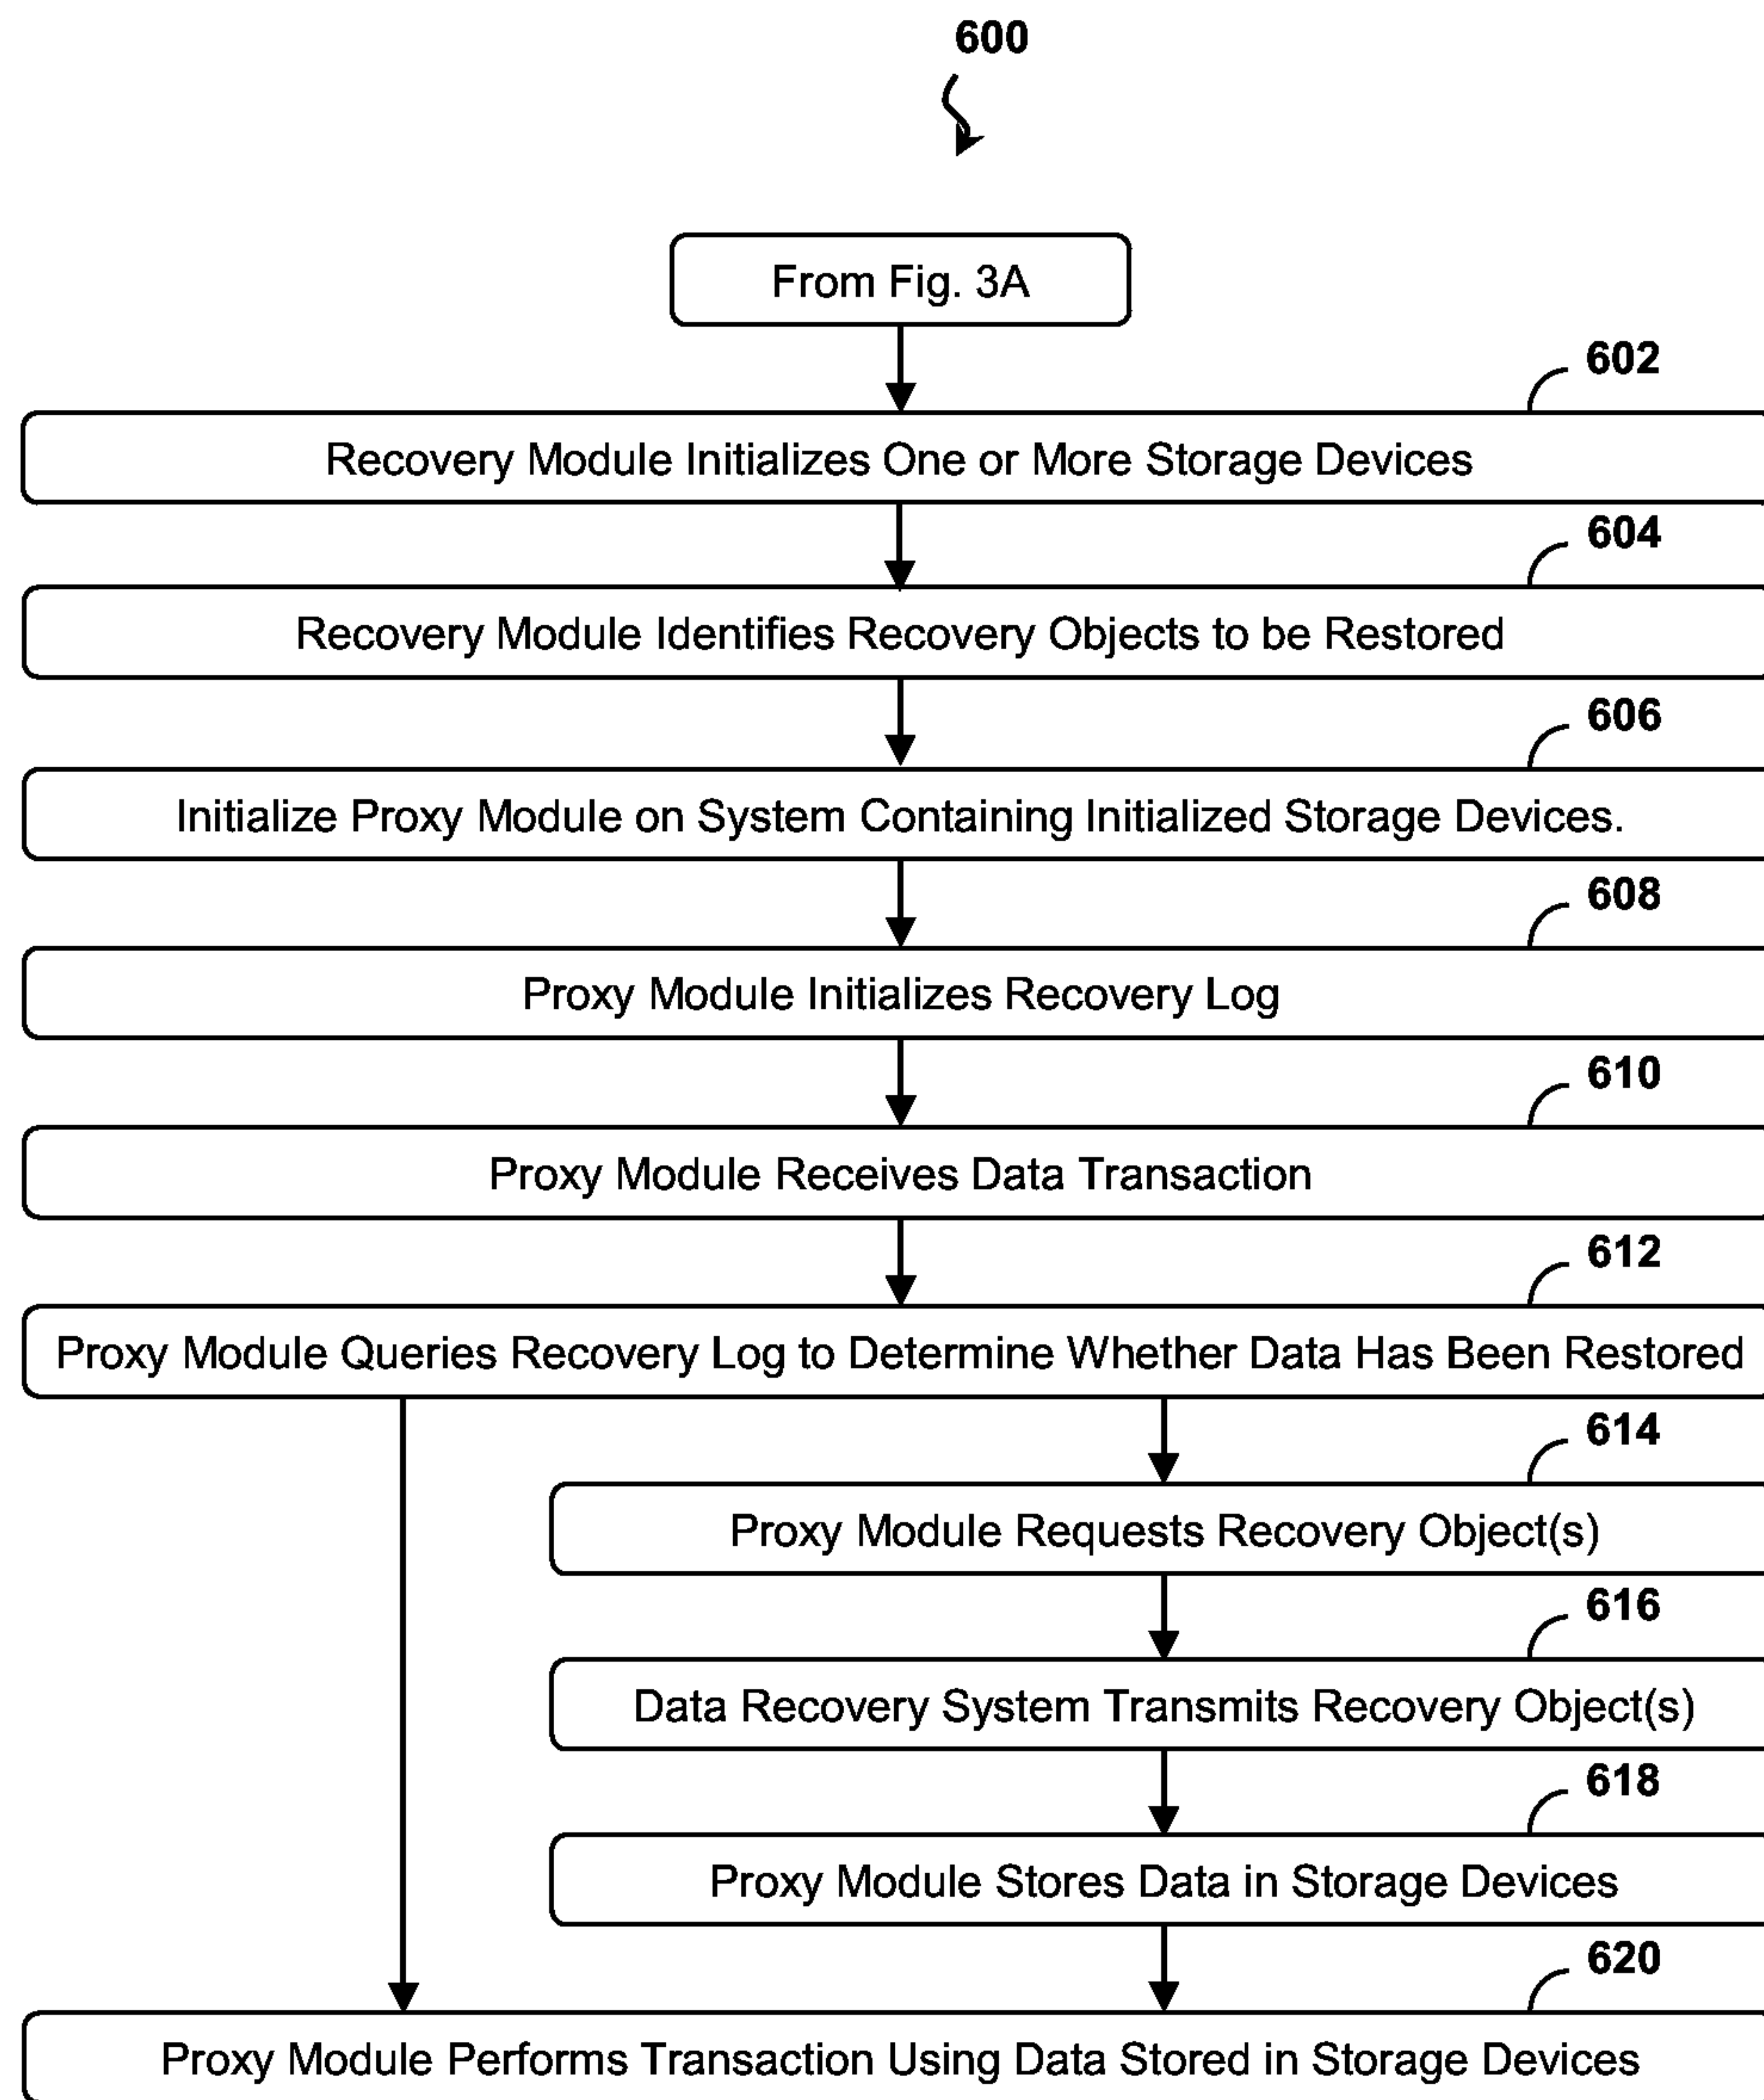 600
From Fig. 3A
602
Recovery Module Initializes One or More Storage Devices
604
Recovery Module Identifies Recovery Objects to be Restored
606
Initialize Proxy Module on System Containing Initialized Storage Devices.
608
Proxy Module Initializes Recovery Log
610
Proxy Module Receives Data Transaction
612
Proxy Module Queries Recovery Log to Determine Whether Data Has Been Restored
614
Proxy Module Requests Recovery Object(s)
616
Data Recovery System Transmits Recovery Object(s)
618
Proxy Module Stores Data in Storage Devices
620
Proxy Module Performs Transaction Using Data Stored in Storage Devices